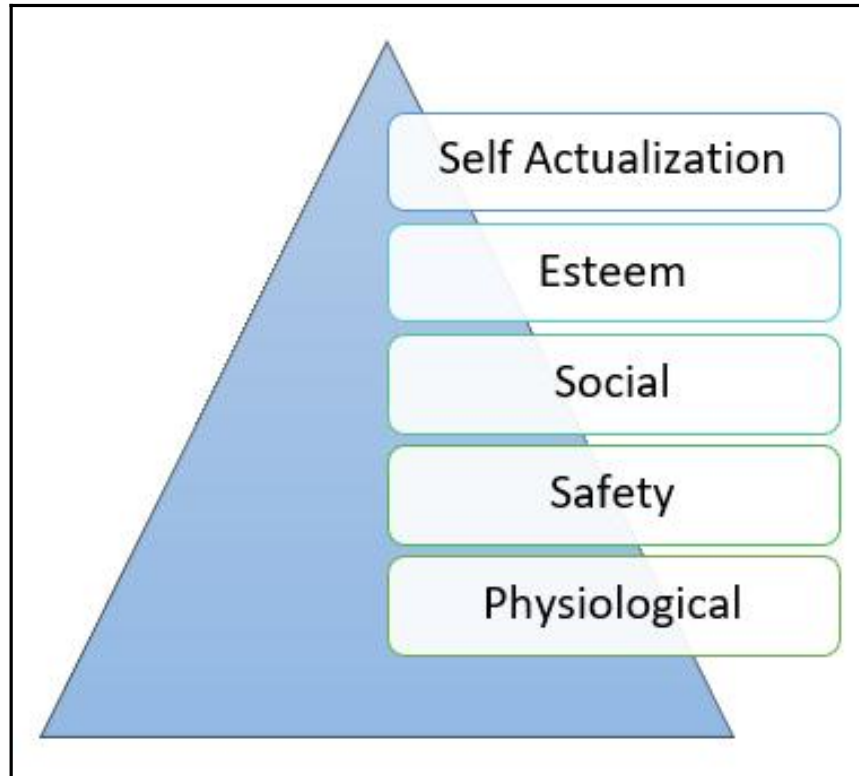 Self Actualization
Esteem
Social
Safety
Physiological